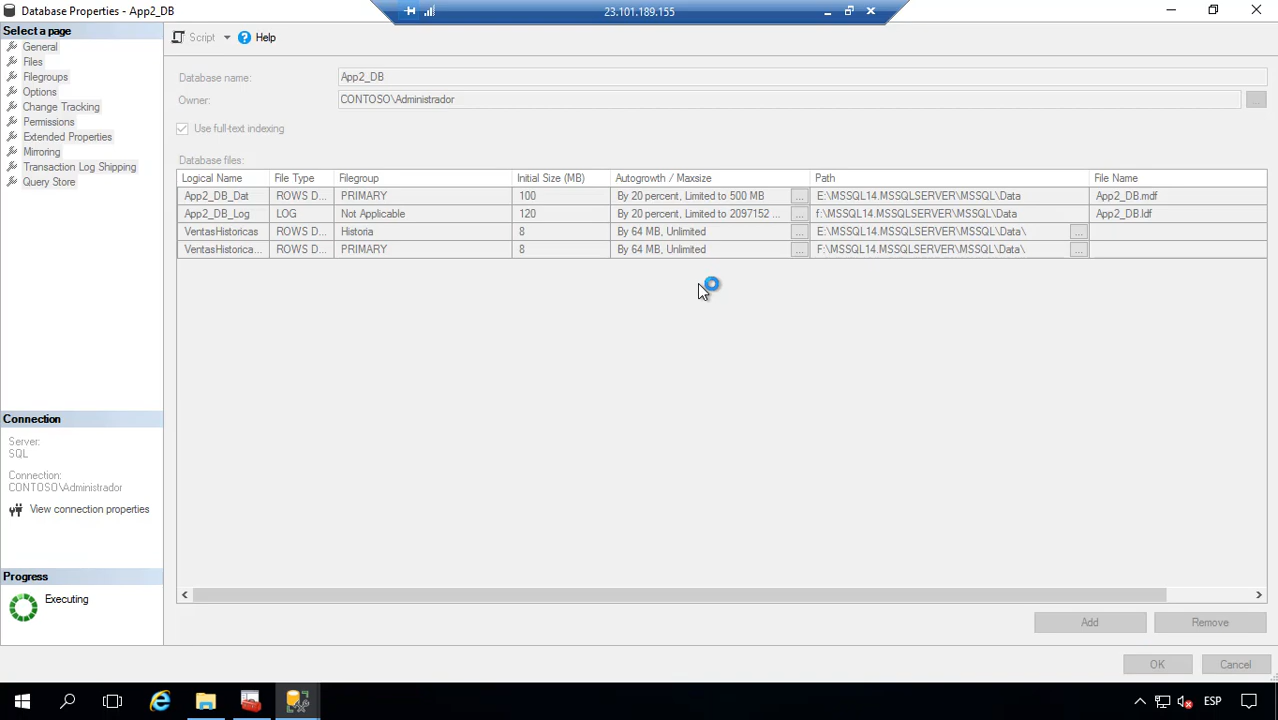 Database Properties - App2_DB
23.101.189.155
Select a page
General
Files
Filegroups
Options
Change Tracking
Permissions
Extended Properties
Mirroring
Transaction Log Shipping
Query Store
Script
Help
Database name:
App2_DB
Owner:
CONTOSO\Administrador
...
Use full-text indexing
Database files:
Logical Name File Type Filegroup Initial Size (MB) Autogrowth / Maxsize Path File Name
App2_DB_Dat ROWS D... PRIMARY 100 By 20 percent, Limited to 500 MB ... E:\MSSQL14.MSSQLSERVER\MSSQL\Data App2_DB.mdf
App2_DB_Log LOG Not Applicable 120 By 20 percent, Limited to 2097152 ... ... f:\MSSQL14.MSSQLSERVER\MSSQL\Data App2_DB.ldf
VentasHistoricas ROWS D... Historia 8 By 64 MB, Unlimited ... E:\MSSQL14.MSSQLSERVER\MSSQL\Data\ ...
VentasHistorica... ROWS D... PRIMARY 8 By 64 MB, Unlimited ... F:\MSSQL14.MSSQLSERVER\MSSQL\Data\ ...
Connection
Server:
SQL
Connection:
CONTOSO\Administrador
View connection properties
Progress
Executing
Add
Remove
OK
Cancel
ESP